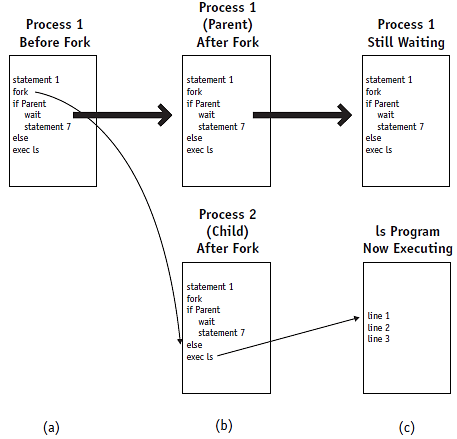 Process 1
Before Fork
statement 1
fork
if Parent
wait
statement 7
else
exec ls
Process 1
(Parent)
After Fork
statement 1
fork
if Parent
wait
statement 7
else
exec ls
Process 1
Still Waiting
statement 1
fork
if Parent
wait
statement 7
else
exec ls
Process 2
(Child)
After Fork
statement 1
fork
if Parent
wait
statement 7
else
exec ls
ls Program
Now Executing
line 1
line 2
line 3
(a)
(b)
(c)